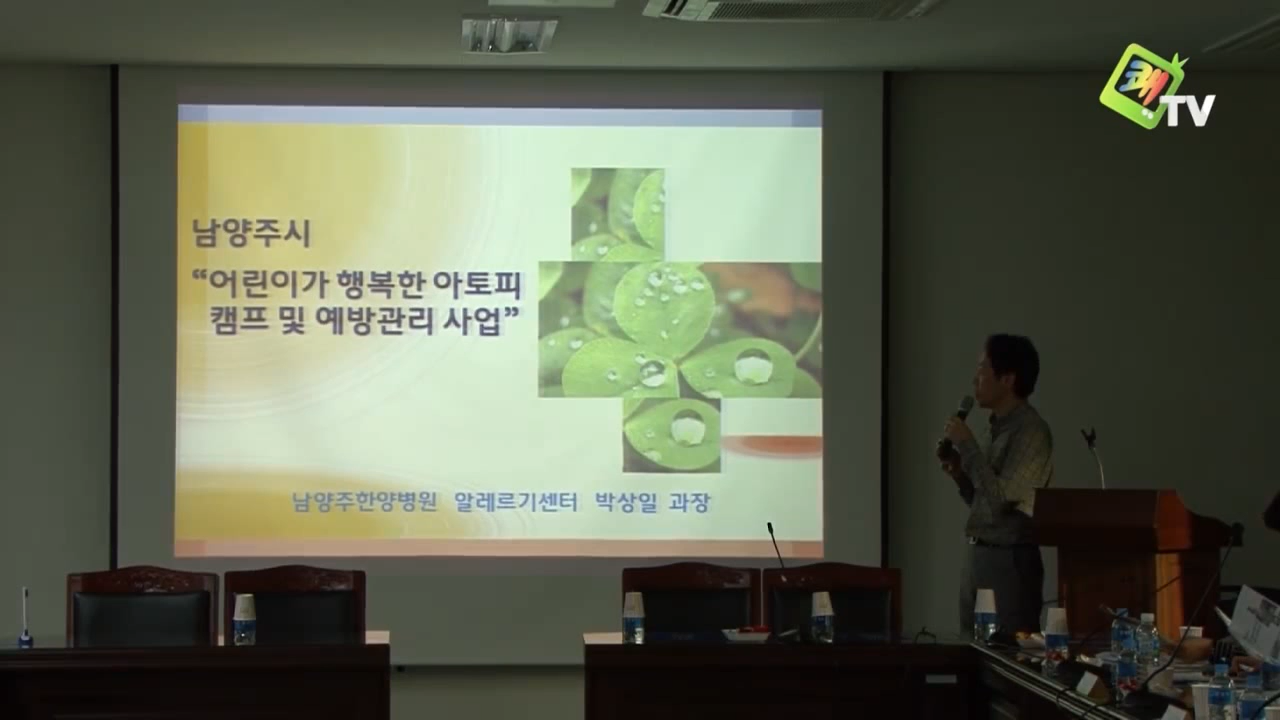 쾌
TV
남양주시
“어린이가 행복한 아토피
캠프 및 예방관리 사업”
남양주한양병원 알레르기센터 박상일 과장